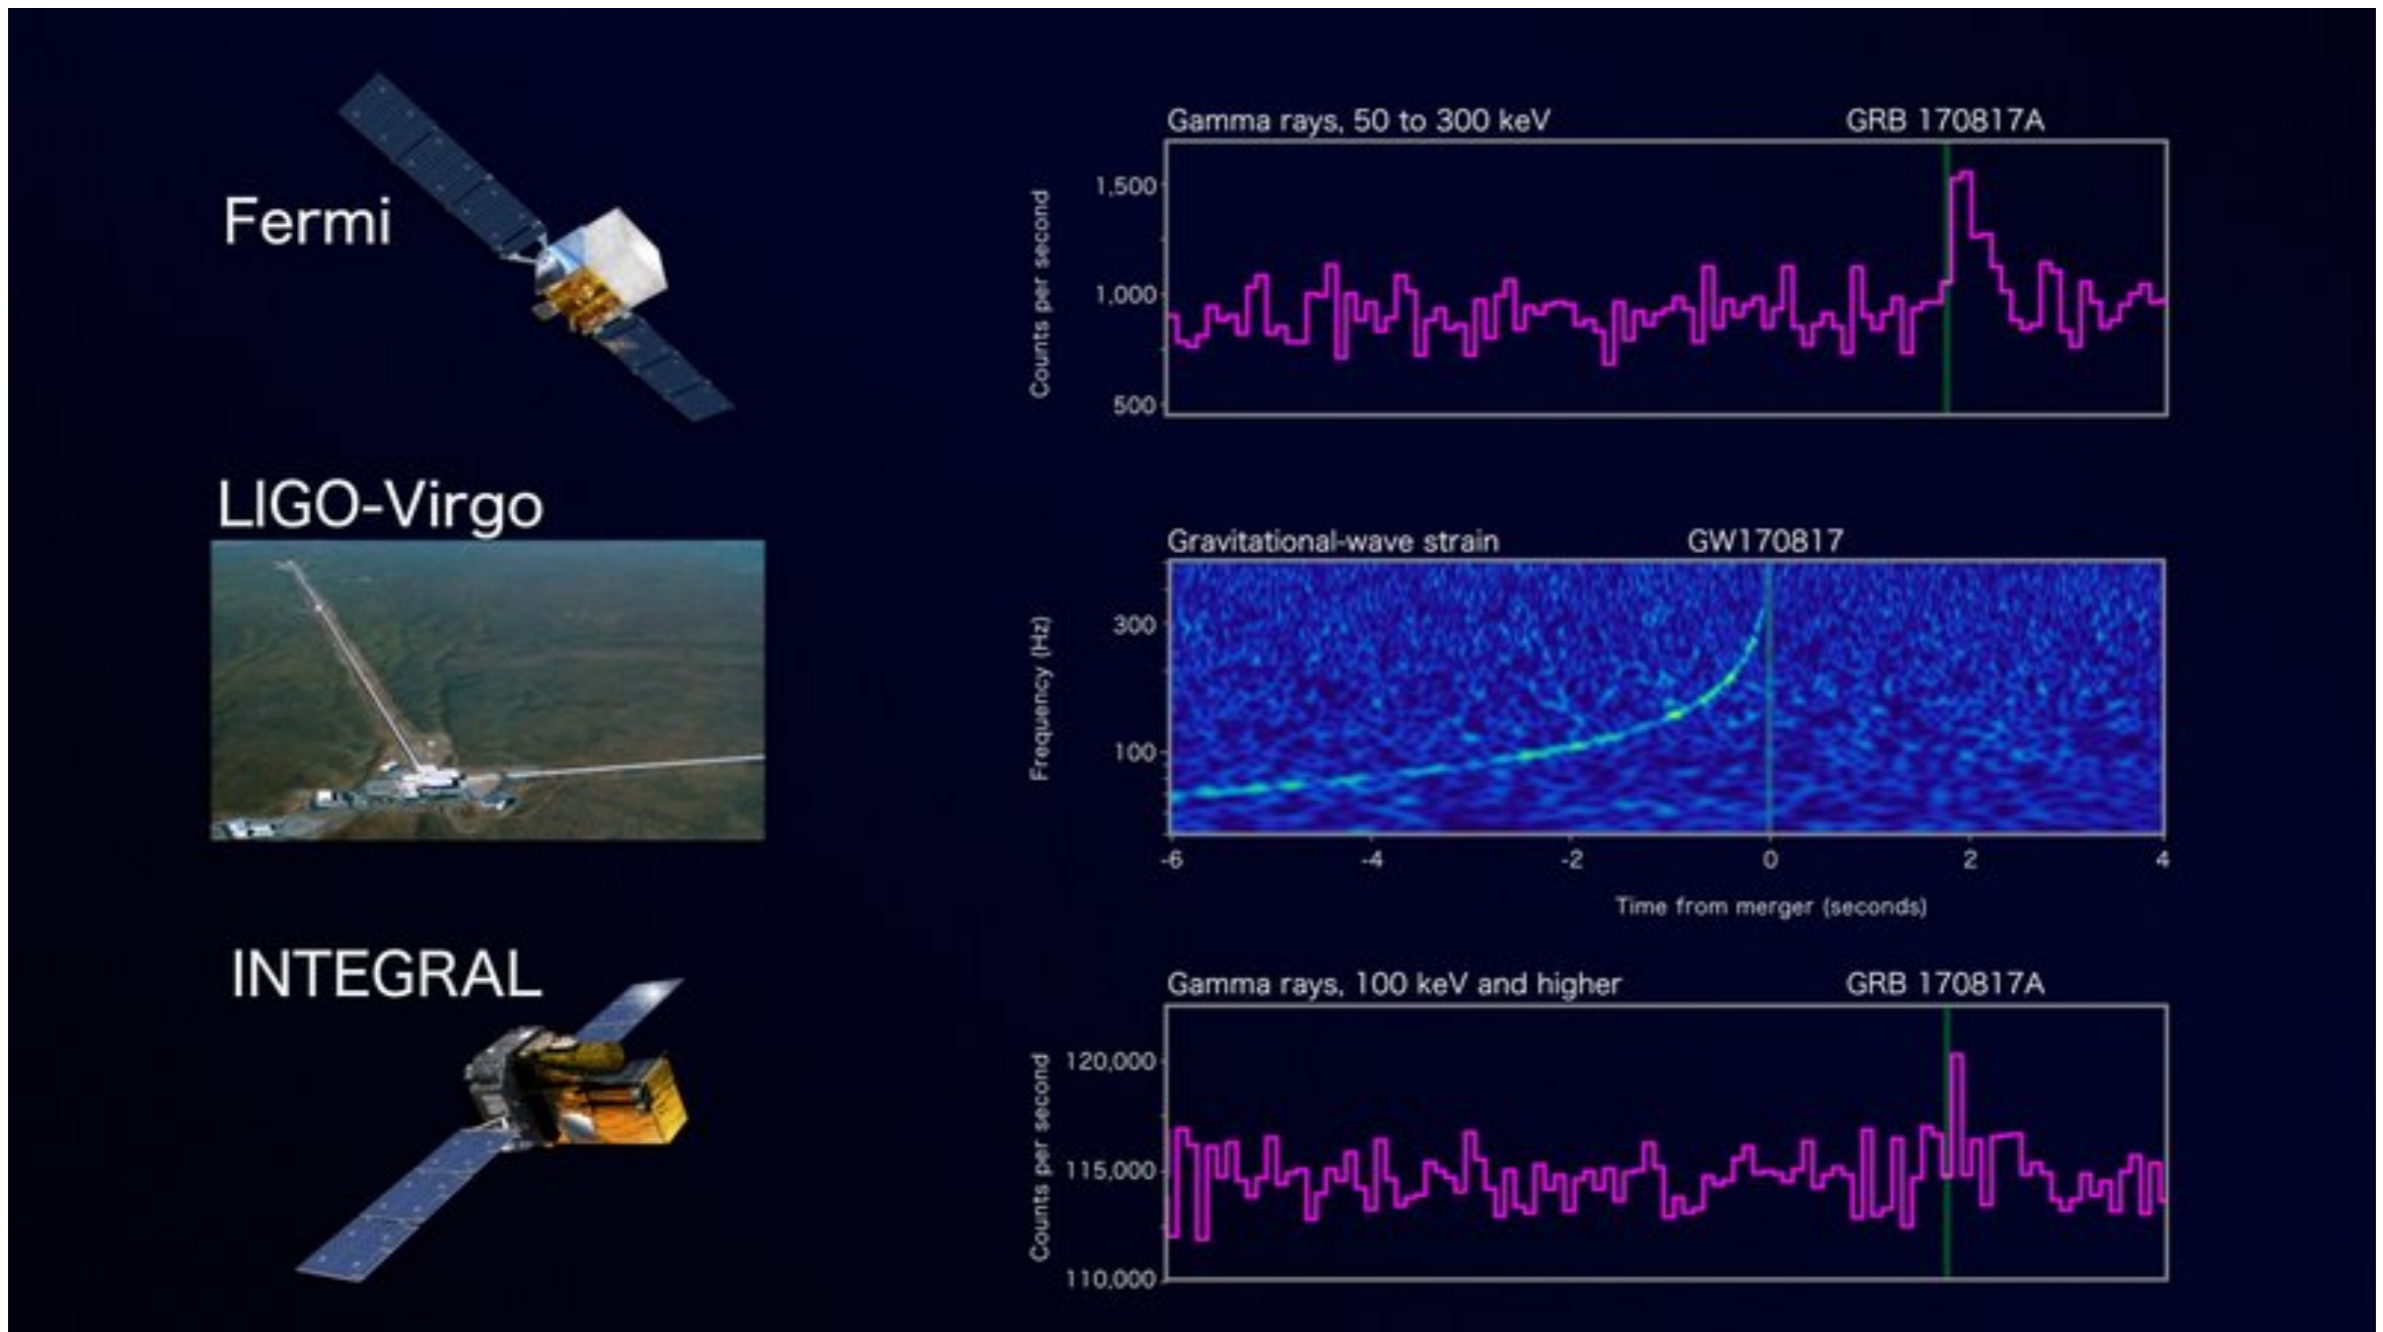 Fermi
Gamma rays, 50 to 300 keV GRB 170817A
Counts per second
1,500
1,000
500
LIGO-Virgo
Gravitational-wave strain GW170817
Frequency (Hz)
300
100
-6 -4 -2 0 2 4
Time from merger (seconds)
INTEGRAL
Gamma rays, 100 keV and higher GRB 170817A
Counts per second
120,000
115,000
110,000